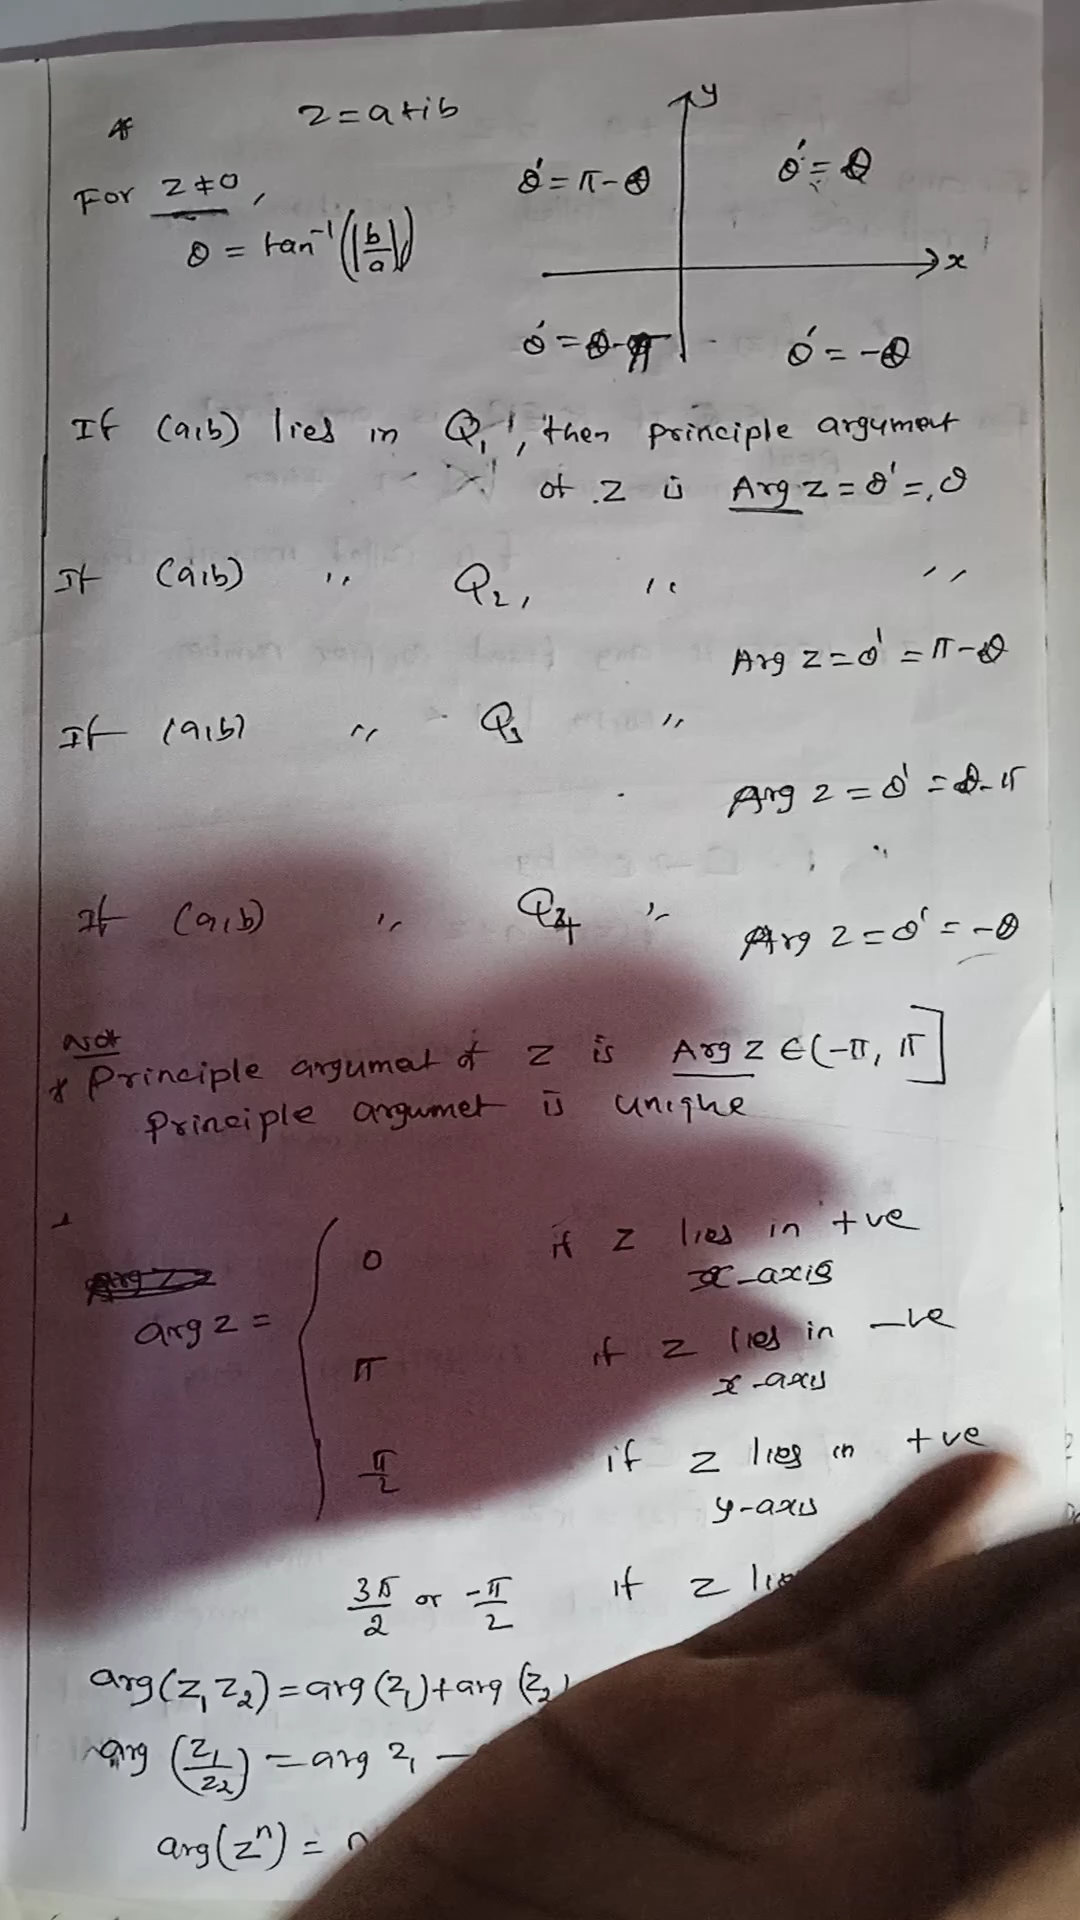 z = a+ib
y
For z ≠ 0,
θ' = π-θ
θ' = θ
θ = tan⁻¹(|b/a|)
x
θ' = θ-π
θ' = -θ
If (a,b) lies in Q₁, then principle argument
of z is Arg z = θ' = θ
If (a,b) ,, Q₂, ,, ,,
Arg z = θ' = π-θ
If (a,b) ,, Q₃ ,,
Arg z = θ' = θ-π
,,
If (a,b) ,, Q₄ ,,
Arg z = θ' = -θ
* Principle argument of z is Arg z ∈ (-π, π]
Principle argumet is unique
arg z =
0 if z lies in +ve
x-axis
π if z lies in -ve
x-axis
π/2 if z lies in +ve
y-axis
3π/2 or -π/2 if z
arg(z₁z₂) = arg(z₁)+arg(z₂)
arg(z₁/z₂) = arg z₁ -
arg(zⁿ) =